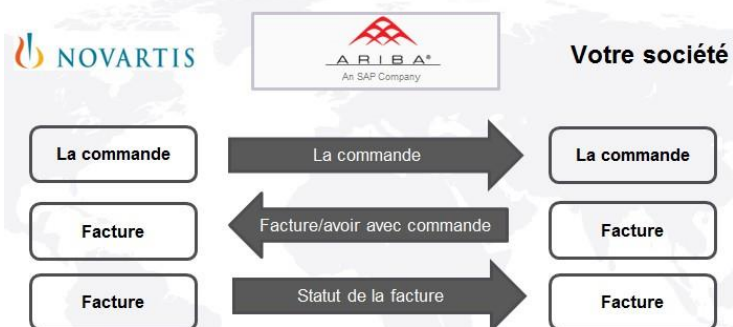 NOVARTIS
ARIBA®
An SAP Company
Votre société
La commande
La commande
La commande
Facture
Facture/avoir avec commande
Facture
Facture
Statut de la facture
Facture